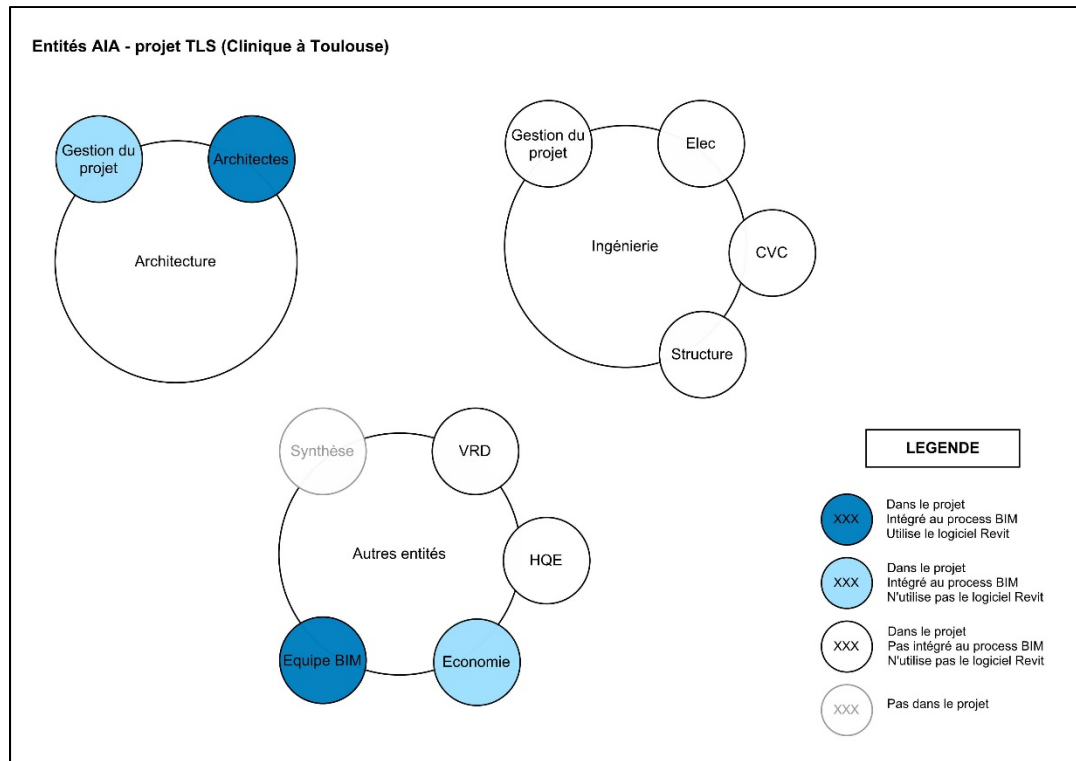 Entités AIA - projet TLS (Clinique à Toulouse)
Gestion du
projet
Architectes
Architecture
Gestion du
projet
Elec
Ingénierie
CVC
Structure
Synthèse
VRD
Autres entités
HQE
Equipe BIM
Economie
LEGENDE
XXX
Dans le projet
Intégré au process BIM
Utilise le logiciel Revit
XXX
Dans le projet
Intégré au process BIM
N'utilise pas le logiciel Revit
XXX
Dans le projet
Pas intégré au process BIM
N'utilise pas le logiciel Revit
XXX
Pas dans le projet